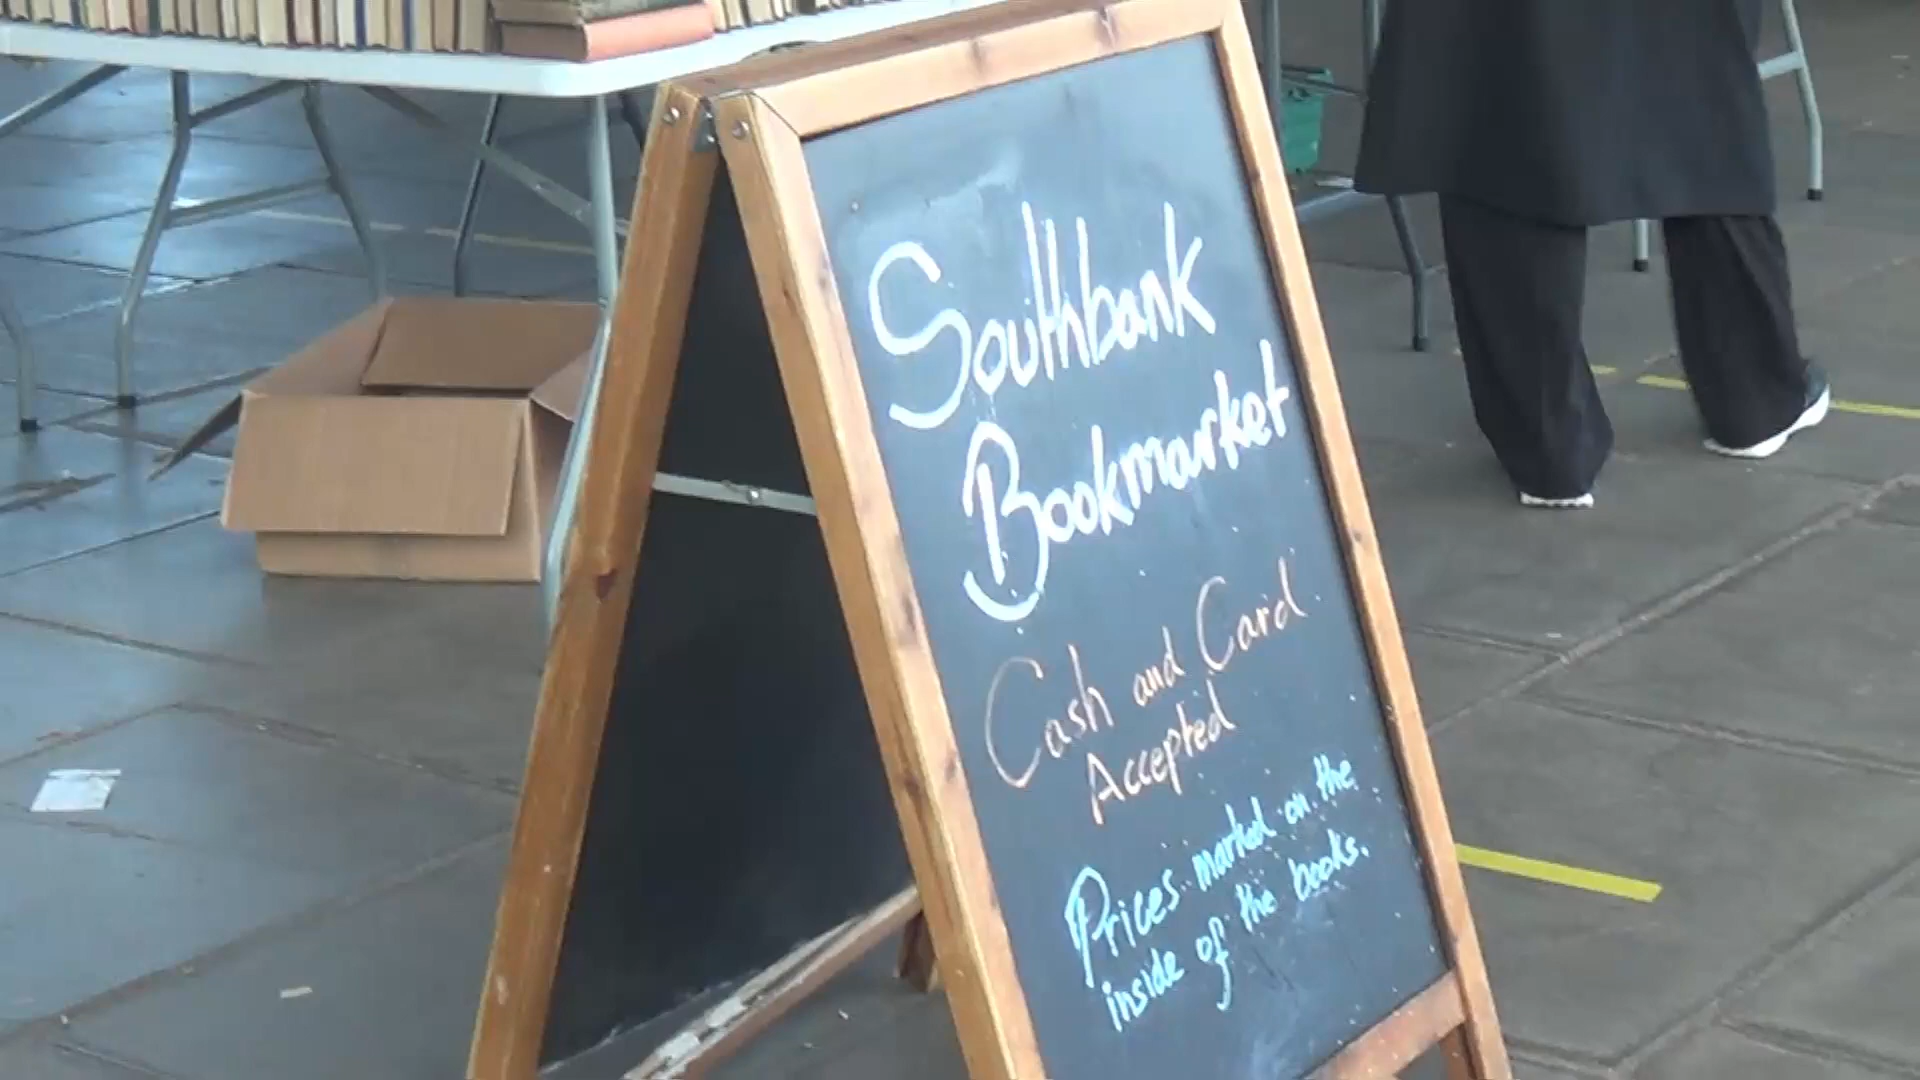 Southbank
Bookmarket
Cash and Card
Accepted
Prices marked on the
inside of the books.